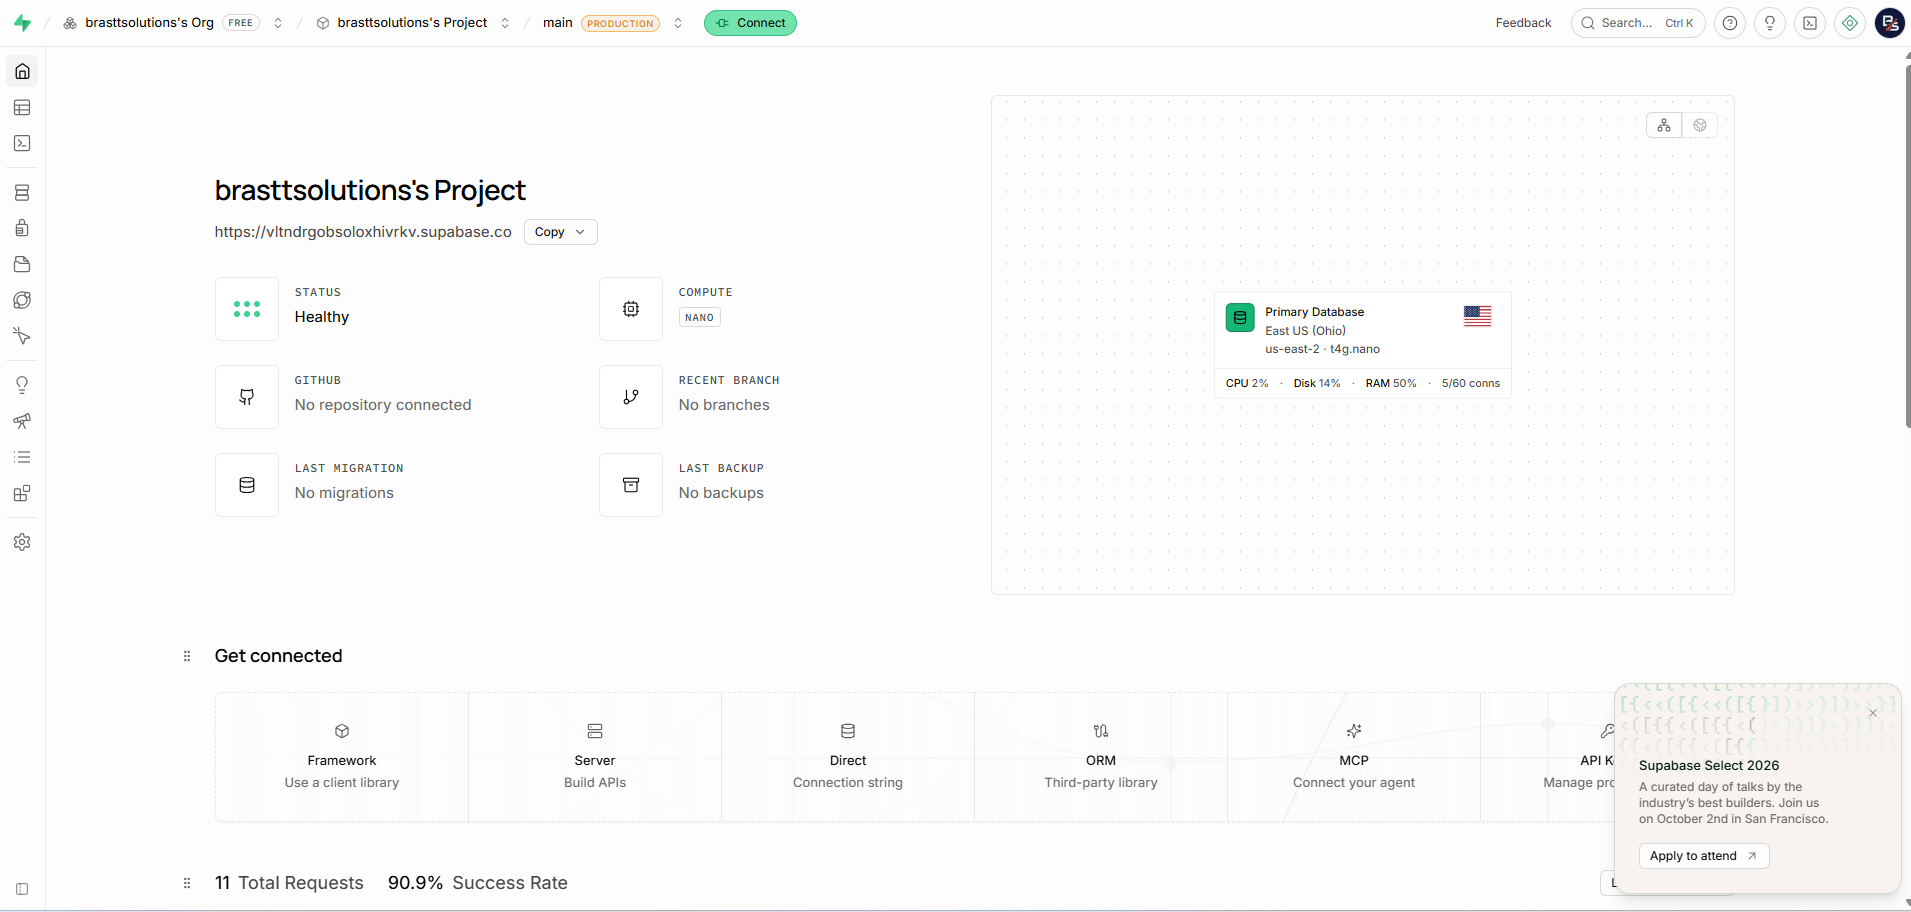 brasttsolutions's Org FREE
brasttsolutions's Project
main PRODUCTION
Connect
Feedback
Search... Ctrl K
brasttsolutions's Project
https://vltndrgobsoloxhivrkv.supabase.co
Copy
STATUS
Healthy
COMPUTE
NANO
GITHUB
No repository connected
RECENT BRANCH
No branches
LAST MIGRATION
No migrations
LAST BACKUP
No backups
Primary Database
East US (Ohio)
us-east-2 · t4g.nano
CPU 2% · Disk 14% · RAM 50% · 5/60 conns
Get connected
Framework
Use a client library
Server
Build APIs
Direct
Connection string
ORM
Third-party library
MCP
Connect your agent
API K
Manage pro
11 Total Requests 90.9% Success Rate
Supabase Select 2026
A curated day of talks by the
industry's best builders. Join us
on October 2nd in San Francisco.
Apply to attend